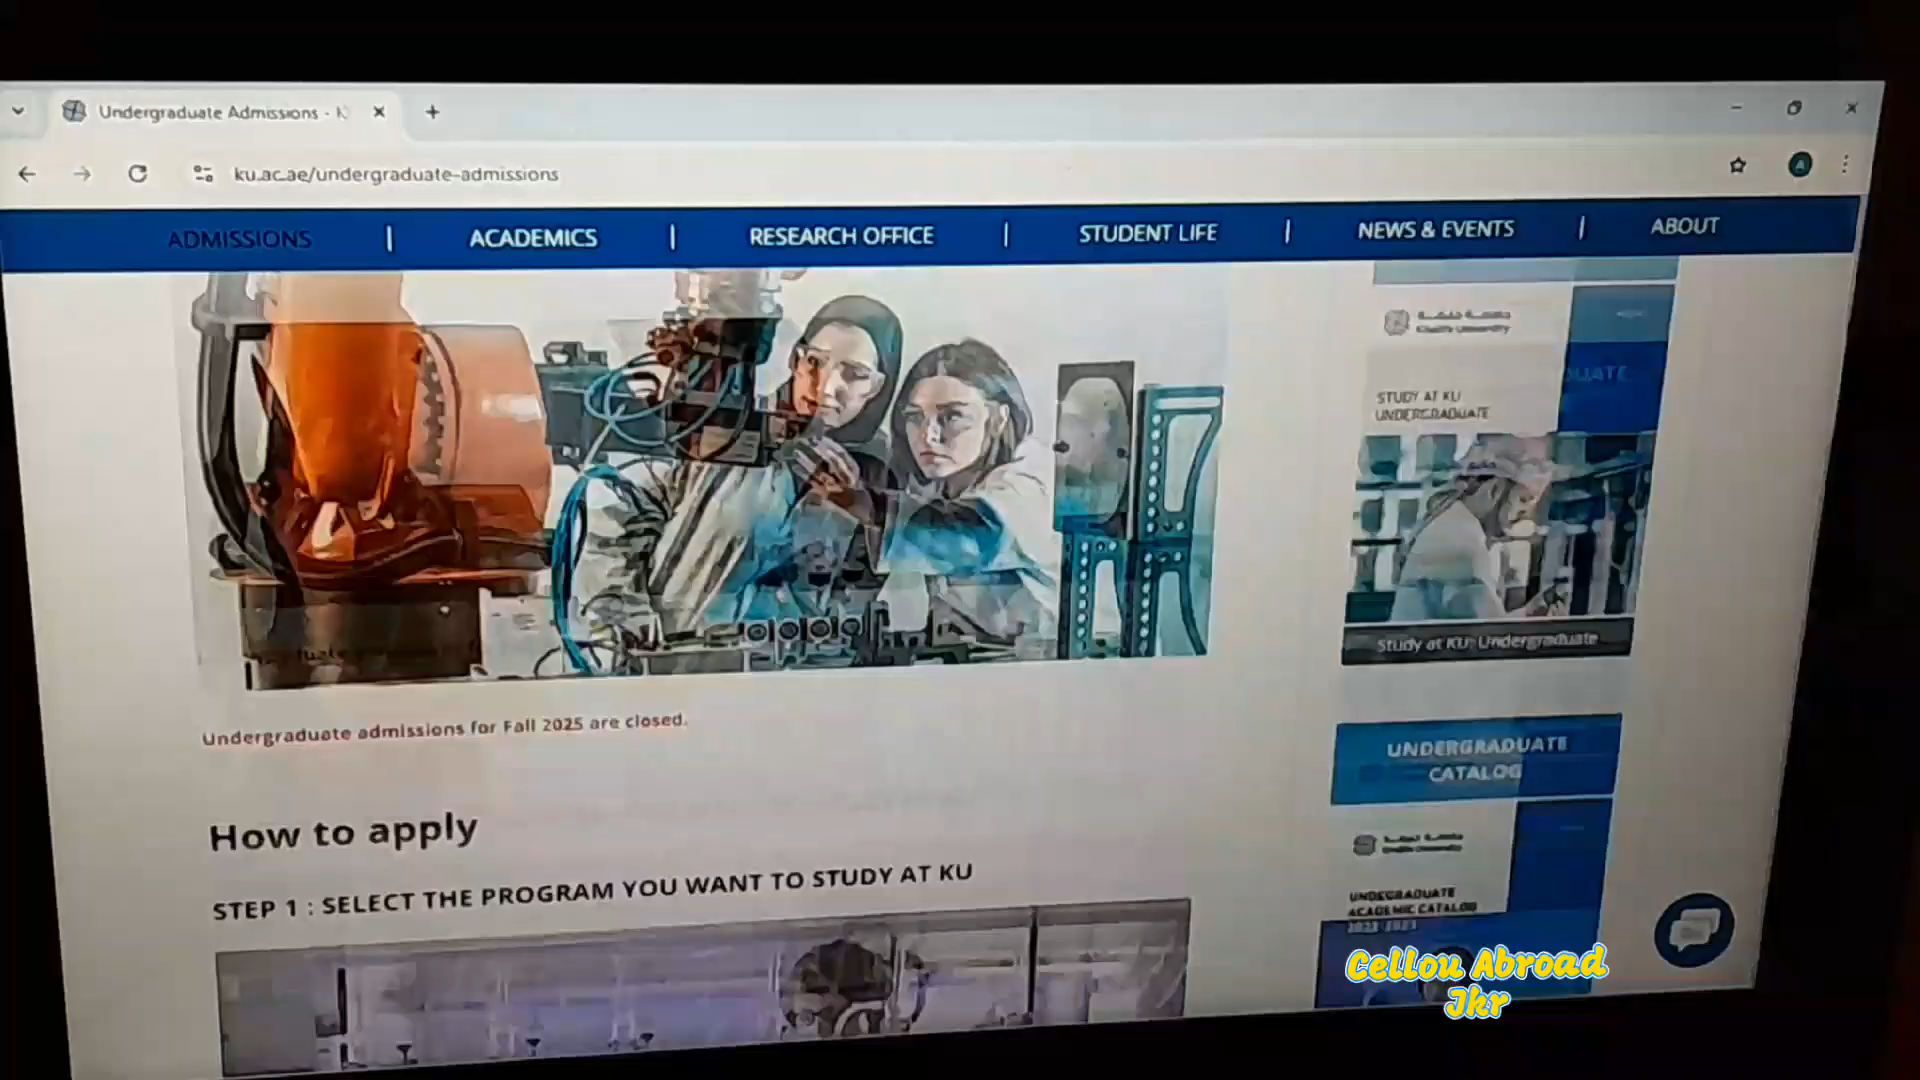 Undergraduate Admissions - K
ku.ac.ae/undergraduate-admissions
ADMISSIONS | ACADEMICS | RESEARCH OFFICE | STUDENT LIFE | NEWS & EVENTS | ABOUT
STUDY AT KU
UNDERGRADUATE
Study at KU: Undergraduate
Undergraduate admissions for Fall 2025 are closed.
UNDERGRADUATE
CATALOG
How to apply
STEP 1 : SELECT THE PROGRAM YOU WANT TO STUDY AT KU
UNDEGRADUATE
ACADEMIC CATALOG
Cellou Abroad
Jkr